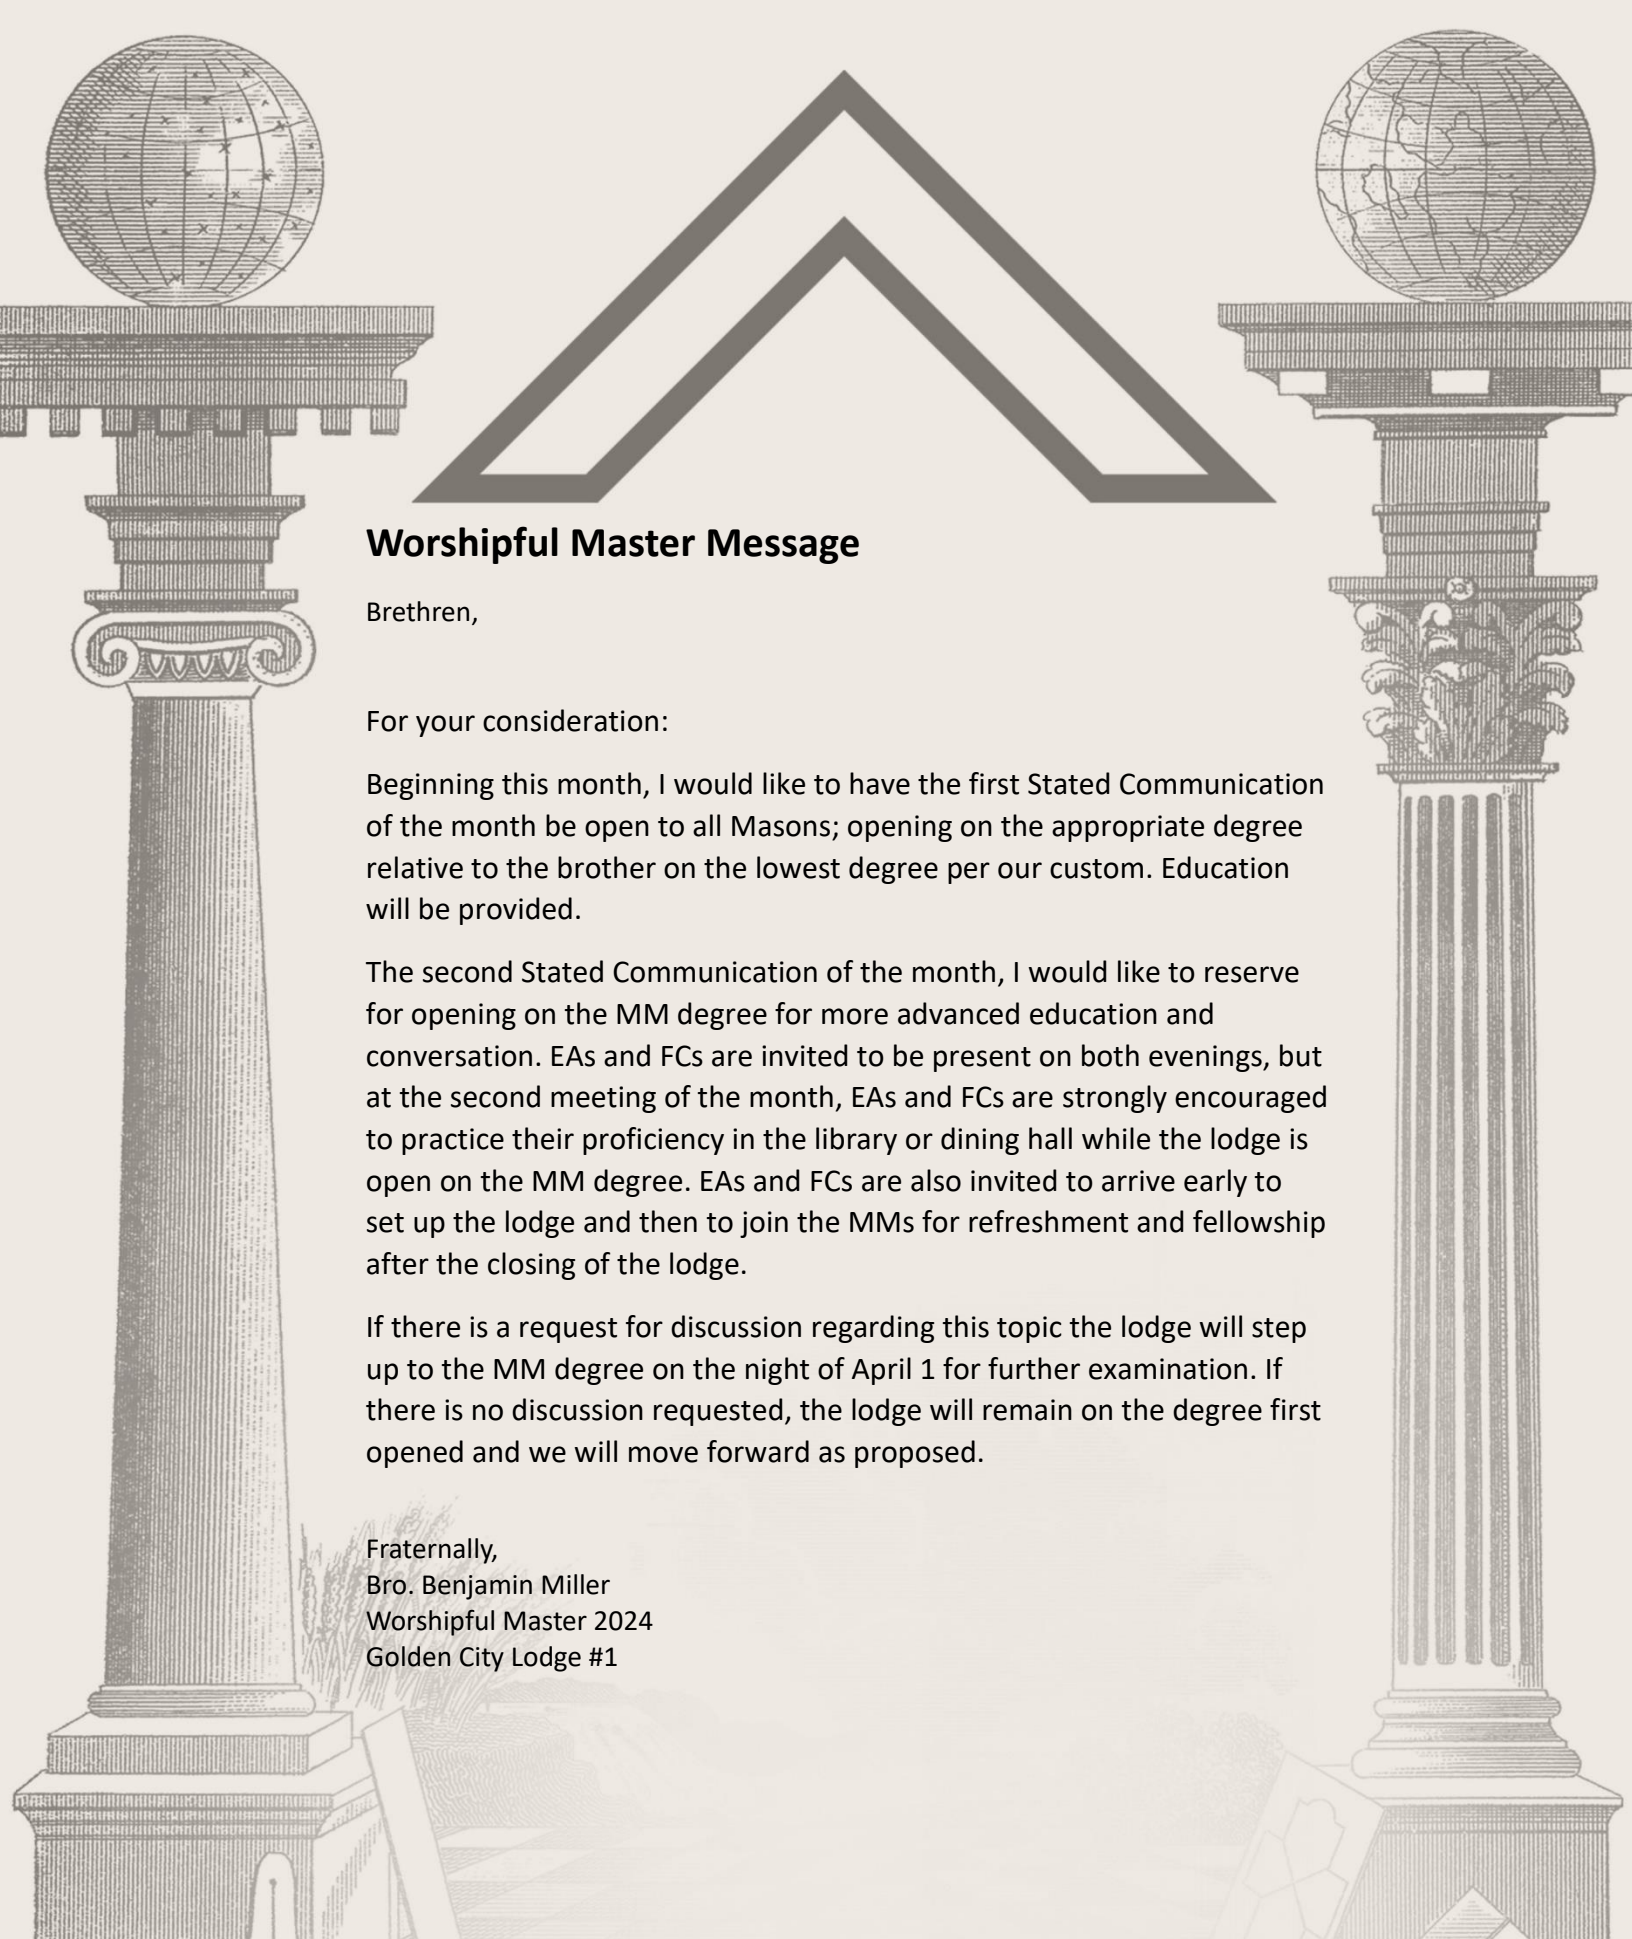 Worshipful Master Message
Brethren,
For your consideration:
Beginning this month, I would like to have the first Stated Communication
of the month be open to all Masons; opening on the appropriate degree
relative to the brother on the lowest degree per our custom. Education
will be provided.
The second Stated Communication of the month, I would like to reserve
for opening on the MM degree for more advanced education and
conversation. EAs and FCs are invited to be present on both evenings, but
at the second meeting of the month, EAs and FCs are strongly encouraged
to practice their proficiency in the library or dining hall while the lodge is
open on the MM degree. EAs and FCs are also invited to arrive early to
set up the lodge and then to join the MMs for refreshment and fellowship
after the closing of the lodge.
If there is a request for discussion regarding this topic the lodge will step
up to the MM degree on the night of April 1 for further examination. If
there is no discussion requested, the lodge will remain on the degree first
opened and we will move forward as proposed.
Fraternally,
Bro. Benjamin Miller
Worshipful Master 2024
Golden City Lodge #1